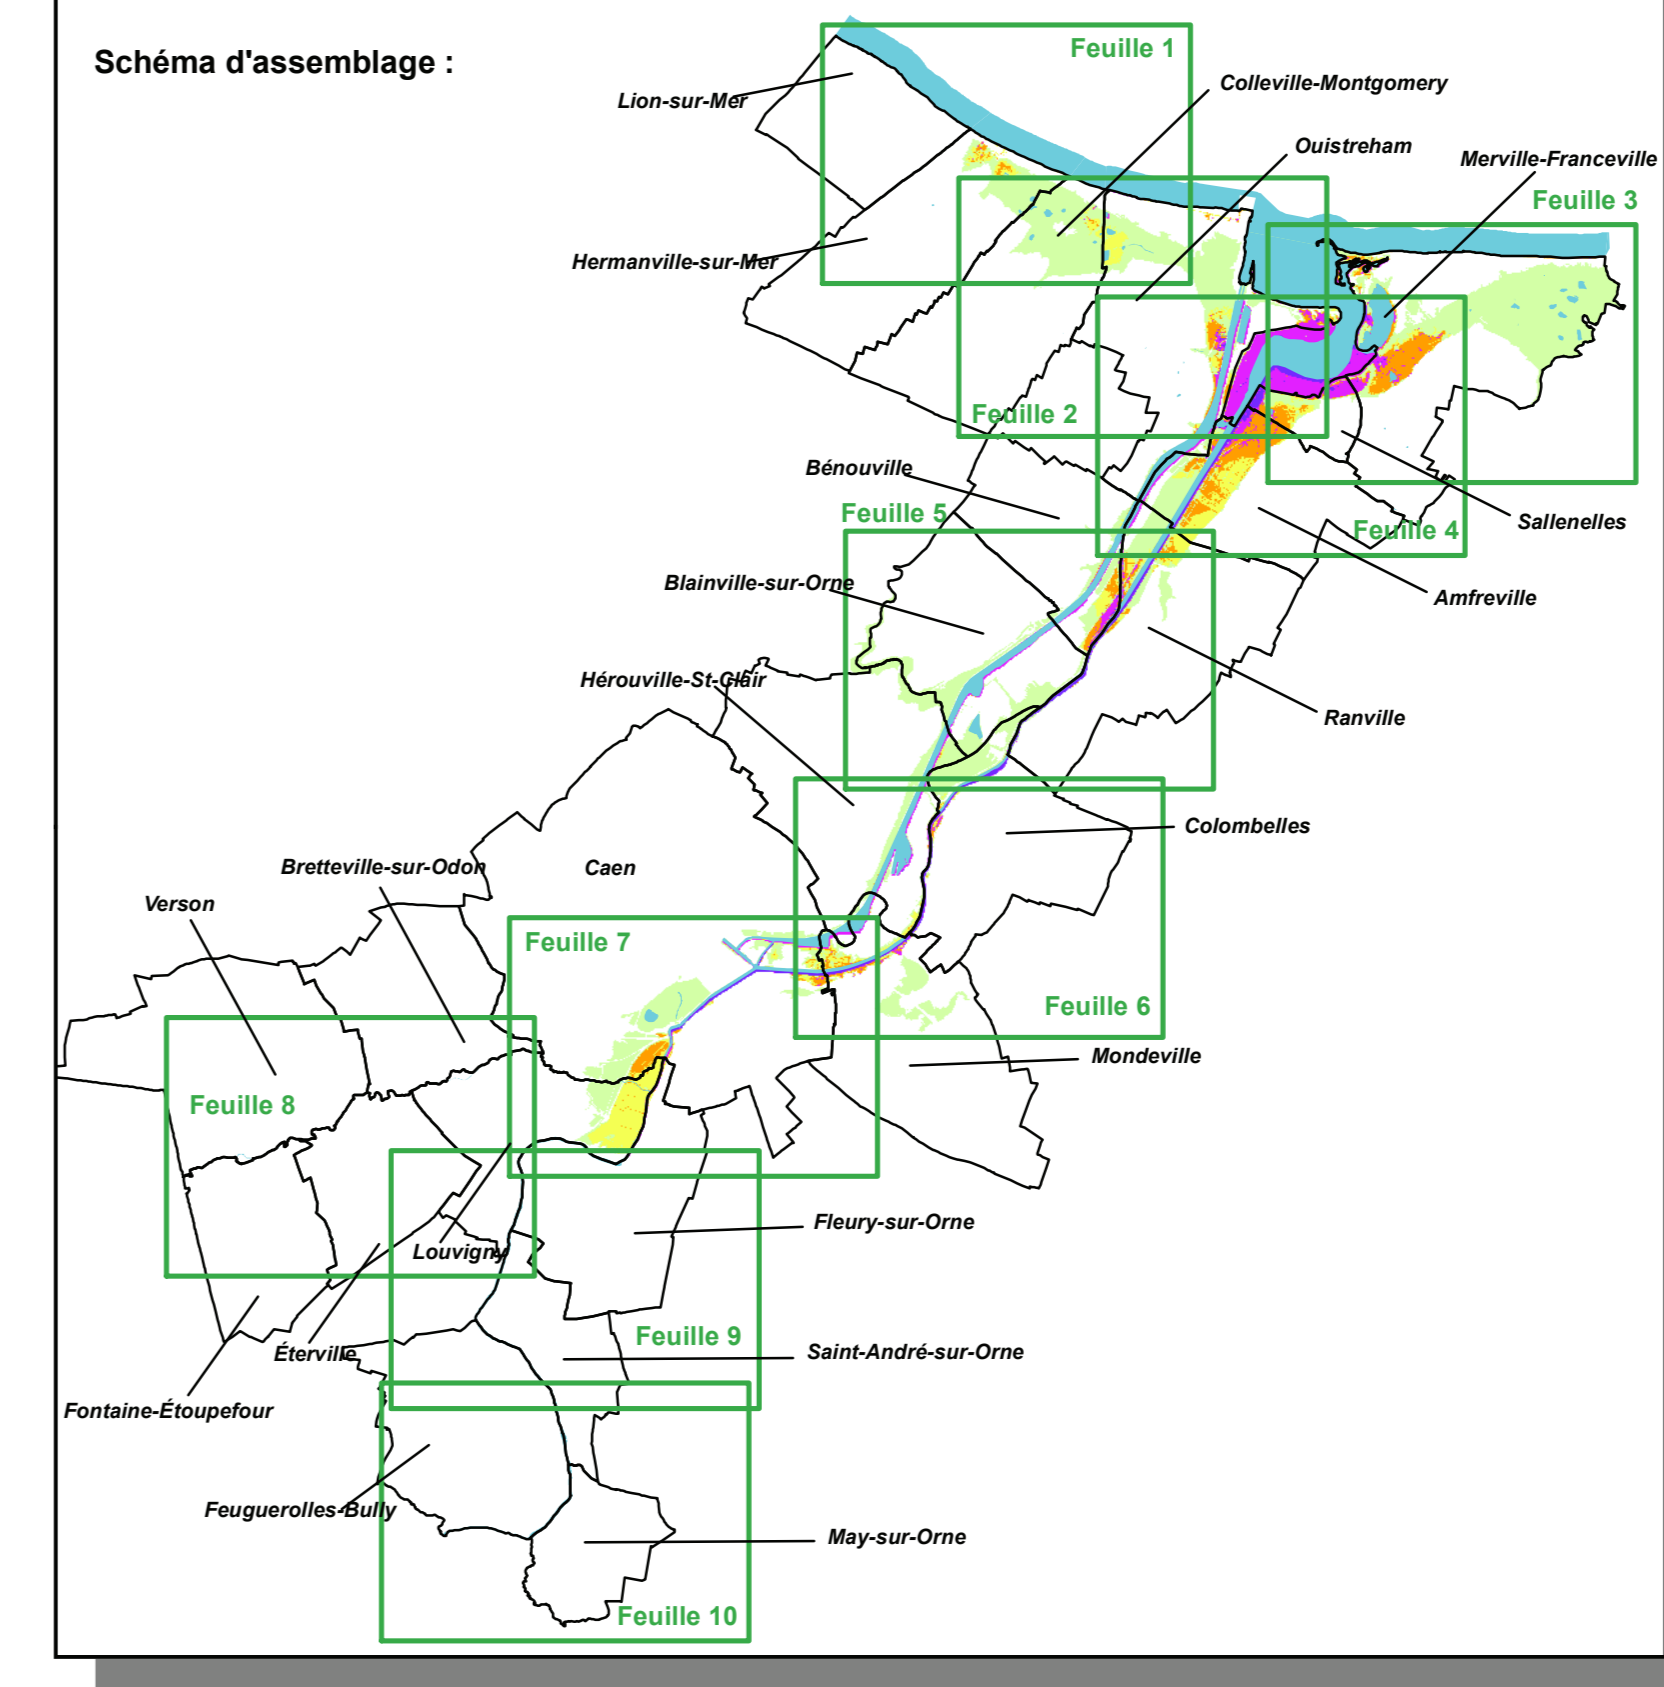 Schéma d'assemblage :
Feuille 1
Colleville-Montgomery
Lion-sur-Mer
Ouistreham
Merville-Franceville
Feuille 3
Hermanville-sur-Mer
Feuille 2
Bénouville
Feuille 5
Sallenelles
Feuille 4
Blainville-sur-Orne
Amfreville
Hérouville-St-Clair
Ranville
Colombelles
Bretteville-sur-Odon
Caen
Verson
Feuille 7
Feuille 6
Mondeville
Feuille 8
Fleury-sur-Orne
Louvigny
Feuille 9
Éterville
Saint-André-sur-Orne
Fontaine-Étoupefour
Feuguerolles-Bully
May-sur-Orne
Feuille 10